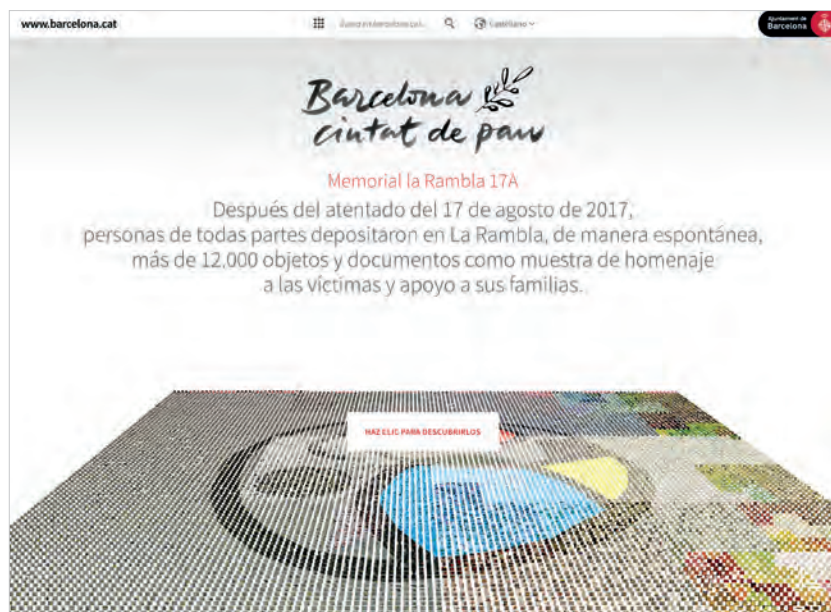 www.barcelona.cat
Castellano
Ajuntament de
Barcelona
Barcelona
ciutat de pau
Memorial la Rambla 17A
Después del atentado del 17 de agosto de 2017,
personas de todas partes depositaron en La Rambla, de manera espontánea,
más de 12.000 objetos y documentos como muestra de homenaje
a las víctimas y apoyo a sus familias.
HAZ CLIC PARA DESCUBRIRLOS